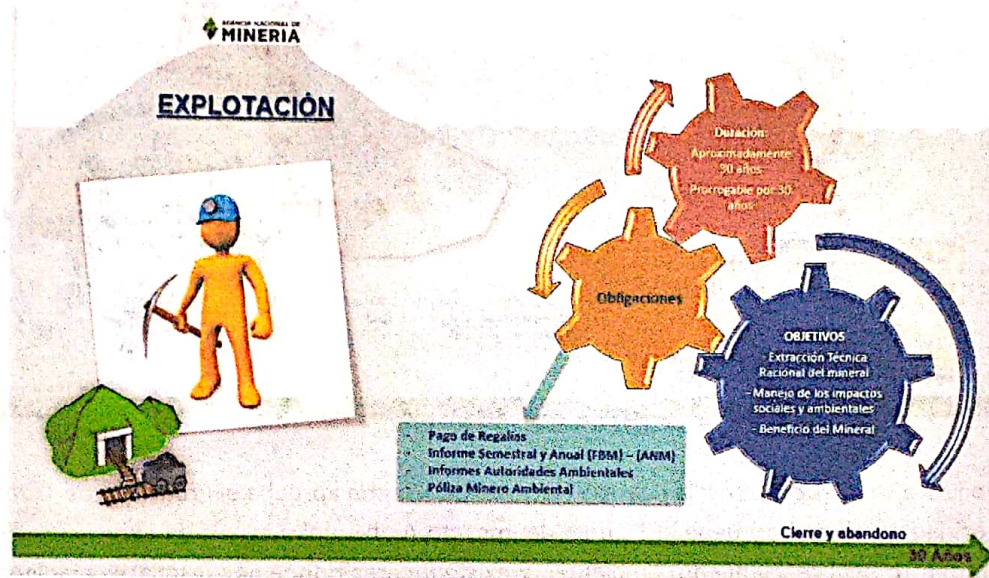 AGENCIA NACIONAL DE
MINERIA
EXPLOTACIÓN
Duración:
Aproximadamente
30 años
Prorrogable por 30
años
Obligaciones
OBJETIVOS
- Extracción Técnica
Racional del mineral
- Manejo de los impactos
sociales y ambientales
- Beneficio del Mineral
- Pago de Regalías
- Informe Semestral y Anual (FBM) – (ANM)
- Informes Autoridades Ambientales
- Póliza Minero Ambiental
Cierre y abandono
30 Años